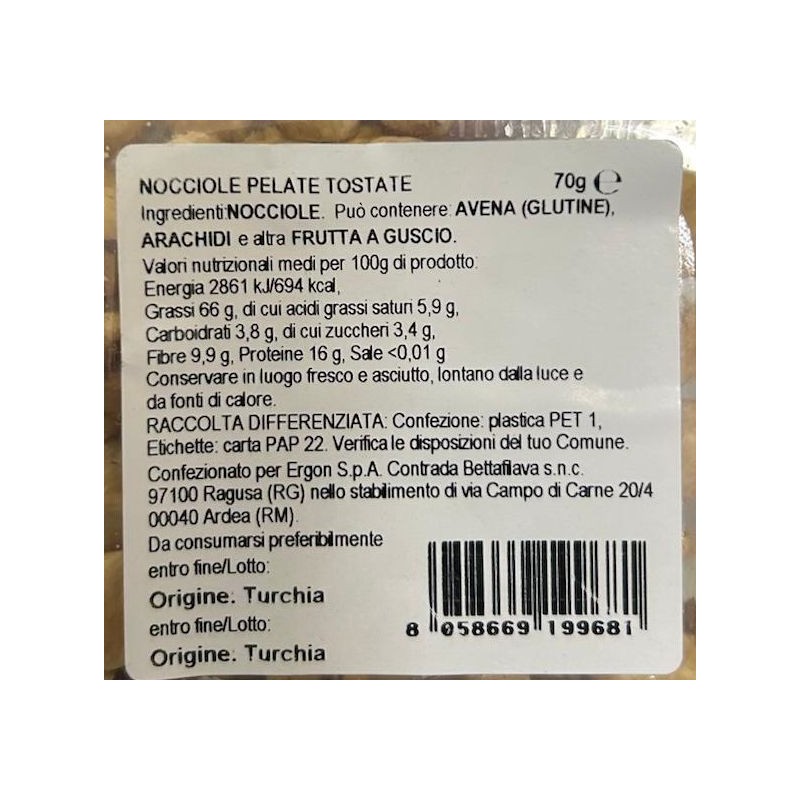 NOCCIOLE PELATE TOSTATE 70g ℮
Ingredienti:NOCCIOLE. Può contenere: AVENA (GLUTINE),
ARACHIDI e altra FRUTTA A GUSCIO.
Valori nutrizionali medi per 100g di prodotto:
Energia 2861 kJ/694 kcal,
Grassi 66 g, di cui acidi grassi saturi 5,9 g,
Carboidrati 3,8 g, di cui zuccheri 3,4 g,
Fibre 9,9 g, Proteine 16 g, Sale <0,01 g
Conservare in luogo fresco e asciutto, lontano dalla luce e
da fonti di calore.
RACCOLTA DIFFERENZIATA: Confezione: plastica PET 1,
Etichette: carta PAP 22. Verifica le disposizioni del tuo Comune.
Confezionato per Ergon S.p.A. Contrada Bettafilava s.n.c.
97100 Ragusa (RG) nello stabilimento di via Campo di Carne 20/4
00040 Ardea (RM).
Da consumarsi preferibilmente
entro fine/Lotto:
Origine: Turchia
entro fine/Lotto:
Origine: Turchia
8 058669 199681